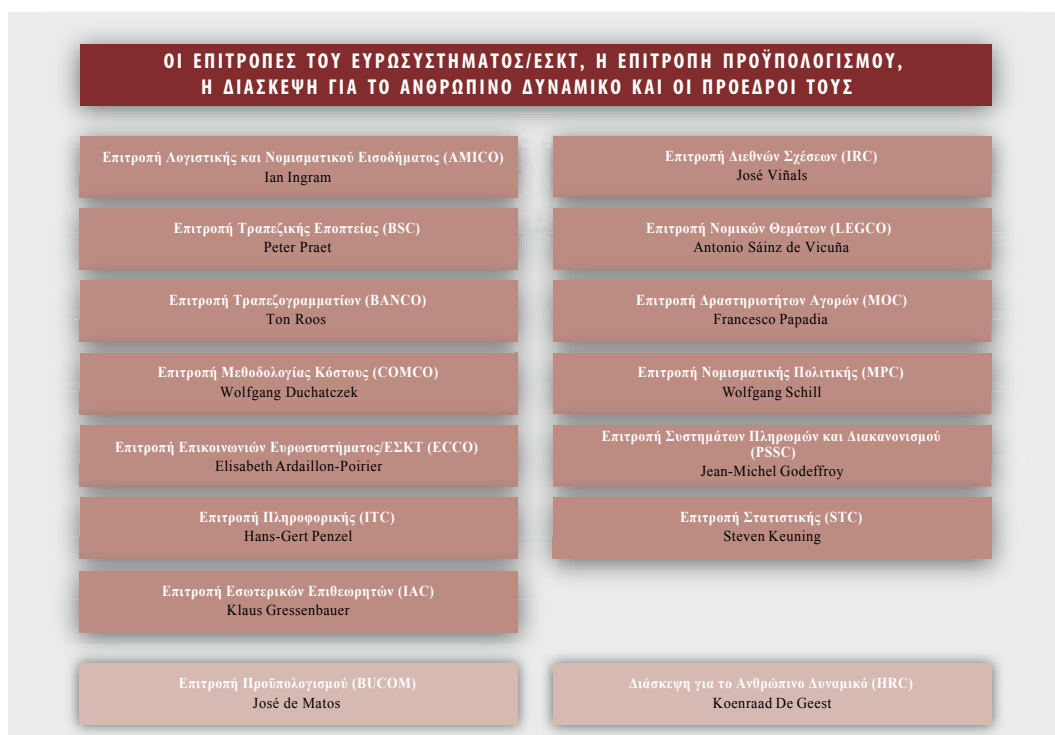 ΟΙ ΕΠΙΤΡΟΠΕΣ ΤΟΥ ΕΥΡΩΣΥΣΤΗΜΑΤΟΣ/ΕΣΚΤ, Η ΕΠΙΤΡΟΠΗ ΠΡΟΫΠΟΛΟΓΙΣΜΟΥ,
Η ΔΙΑΣΚΕΨΗ ΓΙΑ ΤΟ ΑΝΘΡΩΠΙΝΟ ΔΥΝΑΜΙΚΟ ΚΑΙ ΟΙ ΠΡΟΕΔΡΟΙ ΤΟΥΣ
Επιτροπή Λογιστικής και Νομισματικού Εισοδήματος (AMICO)
Ian Ingram
Επιτροπή Τραπεζικής Εποπτείας (BSC)
Peter Praet
Επιτροπή Τραπεζογραμματίων (BANCO)
Ton Roos
Επιτροπή Μεθοδολογίας Κόστους (COMCO)
Wolfgang Duchatczek
Επιτροπή Επικοινωνιών Ευρωσυστήματος/ΕΣΚΤ (ECCO)
Elisabeth Ardaillon-Poirier
Επιτροπή Πληροφορικής (ITC)
Hans-Gert Penzel
Επιτροπή Εσωτερικών Επιθεωρητών (IAC)
Klaus Gressenbauer
Επιτροπή Διεθνών Σχέσεων (IRC)
José Viñals
Επιτροπή Νομικών Θεμάτων (LEGCO)
Antonio Sáinz de Vicuña
Επιτροπή Δραστηριοτήτων Αγορών (MOC)
Francesco Papadia
Επιτροπή Νομισματικής Πολιτικής (MPC)
Wolfgang Schill
Επιτροπή Συστημάτων Πληρωμών και Διακανονισμού
(PSSC)
Jean-Michel Godeffroy
Επιτροπή Στατιστικής (STC)
Steven Keuning
Επιτροπή Προϋπολογισμού (BUCOM)
José de Matos
Διάσκεψη για το Ανθρώπινο Δυναμικό (HRC)
Koenraad De Geest